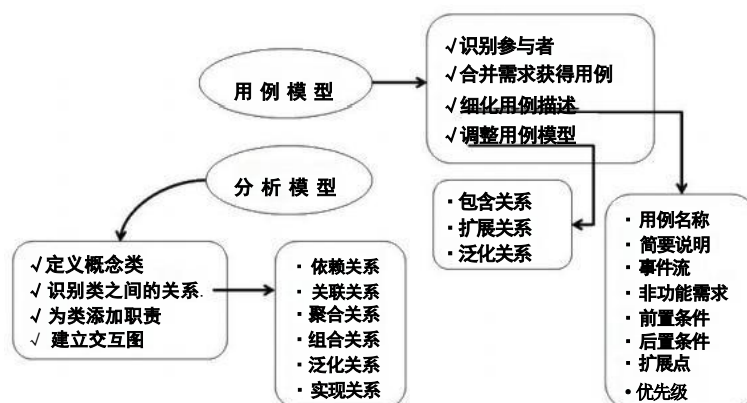 用例模型
√识别参与者
√合并需求获得用例
√细化用例描述
√调整用例模型
分析模型
·包含关系
·扩展关系
·泛化关系
·用例名称
·简要说明
·事件流
·非功能需求
·前置条件
·后置条件
·扩展点
•优先级
√定义概念类
√识别类之间的关系.
√为类添加职责
√ 建立交互图
·依赖关系
·关联关系
·聚合关系
·组合关系
·泛化关系
·实现关系